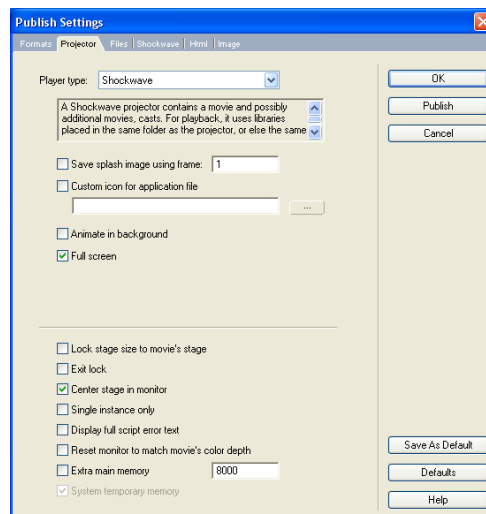 Publish Settings
Formats Projector Files Shockwave Html Image
Player type: Shockwave
A Shockwave projector contains a movie and possibly
additional movies, casts. For playback, it uses libraries
placed in the same folder as the projector, or else the same
Save splash image using frame: 1
Custom icon for application file
...
Animate in background
Full screen
Lock stage size to movie's stage
Exit lock
Center stage in monitor
Single instance only
Display full script error text
Reset monitor to match movie's color depth
Extra main memory 8000
System temporary memory
OK
Publish
Cancel
Save As Default
Defaults
Help